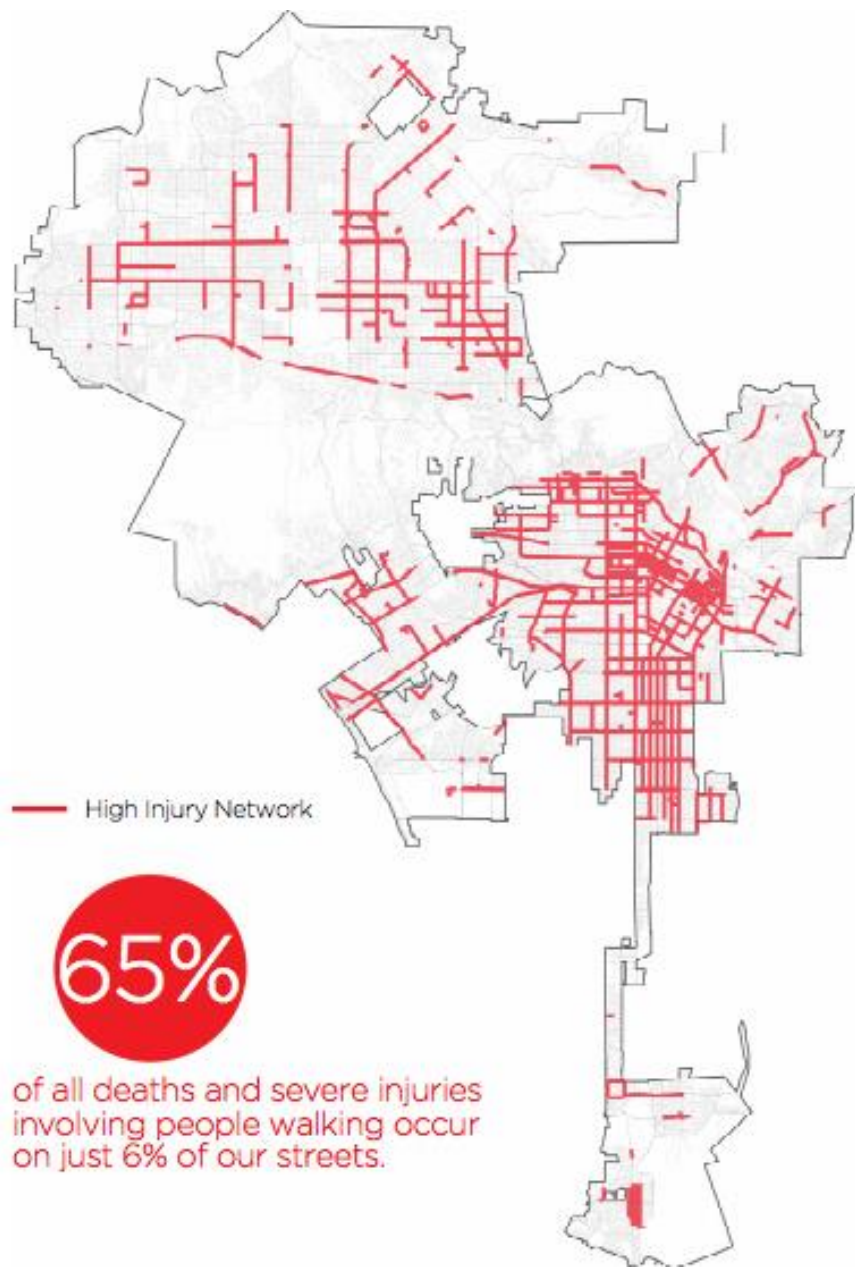 High Injury Network
65%
of all deaths and severe injuries
involving people walking occur
on just 6% of our streets.